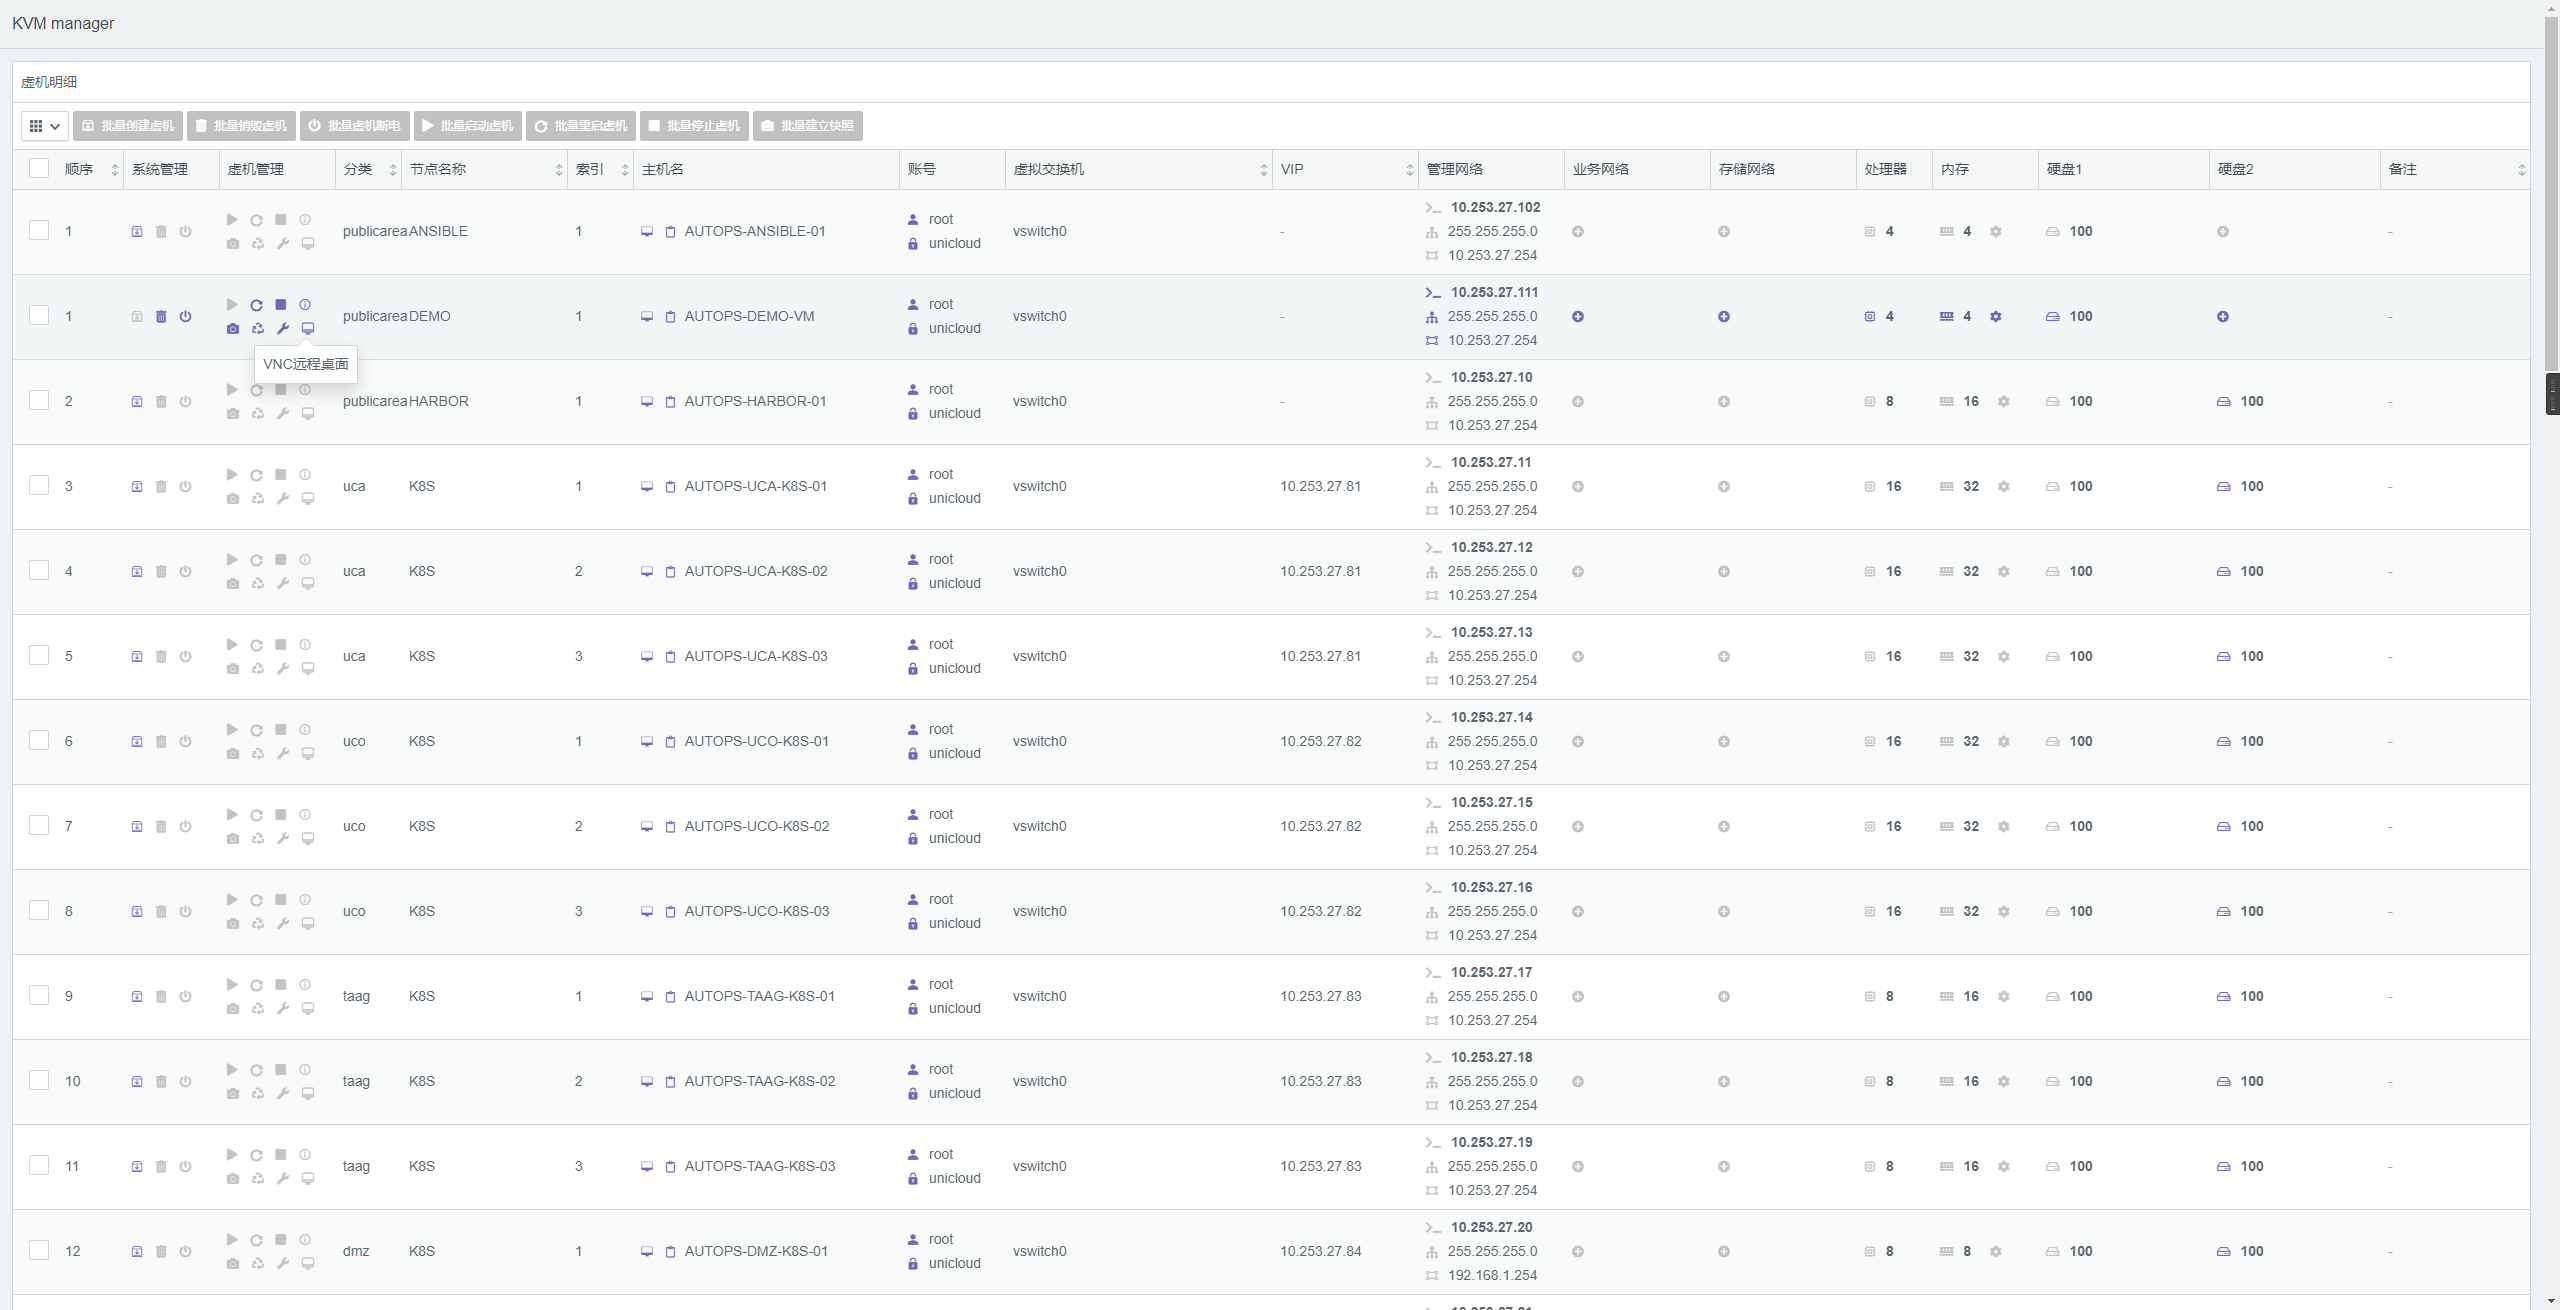 KVM manager
虚机明细
批量创建虚机 批量销毁虚机 批量虚机断电 批量启动虚机 批量重启虚机 批量停止虚机 批量建立快照
顺序 系统管理 虚机管理 分类 节点名称 索引 主机名 账号 虚拟交换机 VIP 管理网络 业务网络 存储网络 处理器 内存 硬盘1 硬盘2 备注
root 10.253.27.102
1 publicarea ANSIBLE 1 AUTOPS-ANSIBLE-01 vswitch0 - 255.255.255.0 4 4 100 -
unicloud 10.253.27.254
root 10.253.27.111
1 publicarea DEMO 1 AUTOPS-DEMO-VM vswitch0 - 255.255.255.0 4 4 100 -
unicloud 10.253.27.254
VNC远程桌面
root 10.253.27.10
2 publicarea HARBOR 1 AUTOPS-HARBOR-01 vswitch0 - 255.255.255.0 8 16 100 100 -
unicloud 10.253.27.254
root 10.253.27.11
3 uca K8S 1 AUTOPS-UCA-K8S-01 vswitch0 10.253.27.81 255.255.255.0 16 32 100 100 -
unicloud 10.253.27.254
root 10.253.27.12
4 uca K8S 2 AUTOPS-UCA-K8S-02 vswitch0 10.253.27.81 255.255.255.0 16 32 100 100 -
unicloud 10.253.27.254
root 10.253.27.13
5 uca K8S 3 AUTOPS-UCA-K8S-03 vswitch0 10.253.27.81 255.255.255.0 16 32 100 100 -
unicloud 10.253.27.254
root 10.253.27.14
6 uco K8S 1 AUTOPS-UCO-K8S-01 vswitch0 10.253.27.82 255.255.255.0 16 32 100 100 -
unicloud 10.253.27.254
root 10.253.27.15
7 uco K8S 2 AUTOPS-UCO-K8S-02 vswitch0 10.253.27.82 255.255.255.0 16 32 100 100 -
unicloud 10.253.27.254
root 10.253.27.16
8 uco K8S 3 AUTOPS-UCO-K8S-03 vswitch0 10.253.27.82 255.255.255.0 16 32 100 100 -
unicloud 10.253.27.254
root 10.253.27.17
9 taag K8S 1 AUTOPS-TAAG-K8S-01 vswitch0 10.253.27.83 255.255.255.0 8 16 100 100 -
unicloud 10.253.27.254
root 10.253.27.18
10 taag K8S 2 AUTOPS-TAAG-K8S-02 vswitch0 10.253.27.83 255.255.255.0 8 16 100 100 -
unicloud 10.253.27.254
root 10.253.27.19
11 taag K8S 3 AUTOPS-TAAG-K8S-03 vswitch0 10.253.27.83 255.255.255.0 8 16 100 100 -
unicloud 10.253.27.254
root 10.253.27.20
12 dmz K8S 1 AUTOPS-DMZ-K8S-01 vswitch0 10.253.27.84 255.255.255.0 8 8 100 100 -
unicloud 192.168.1.254